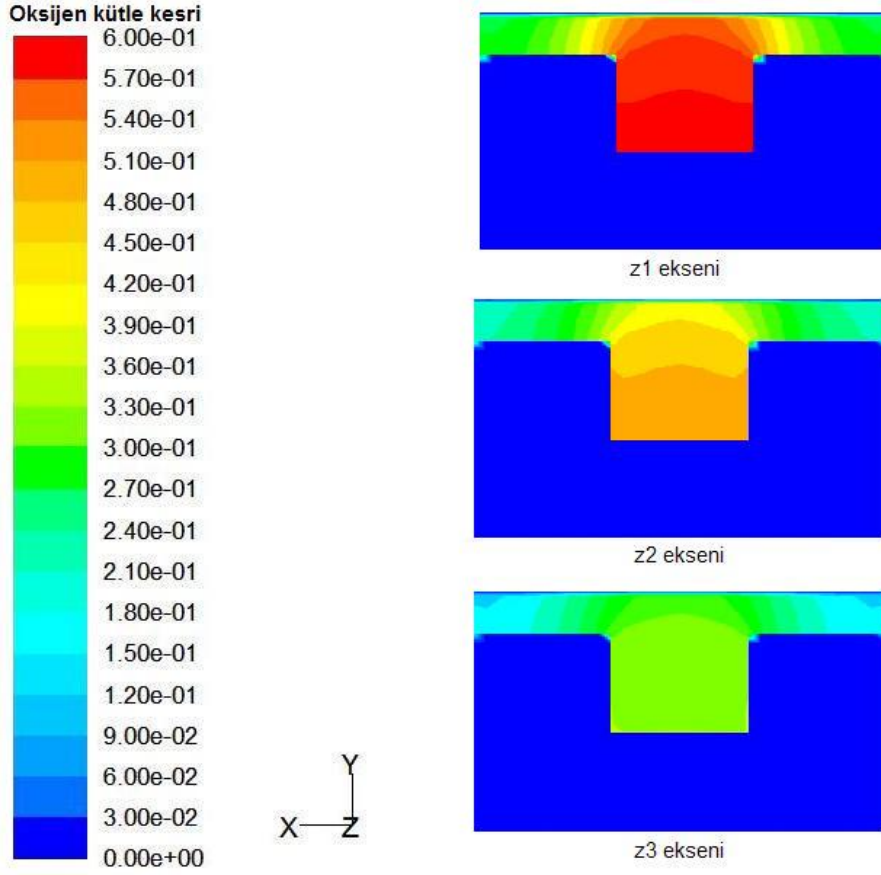 Oksijen kütle kesri
6.00e-01
5.70e-01
5.40e-01
5.10e-01
4.80e-01
4.50e-01
4.20e-01
3.90e-01
3.60e-01
3.30e-01
3.00e-01
2.70e-01
2.40e-01
2.10e-01
1.80e-01
1.50e-01
1.20e-01
9.00e-02
6.00e-02
3.00e-02
0.00e+00
Y
X
Z
z1 ekseni
z2 ekseni
z3 ekseni